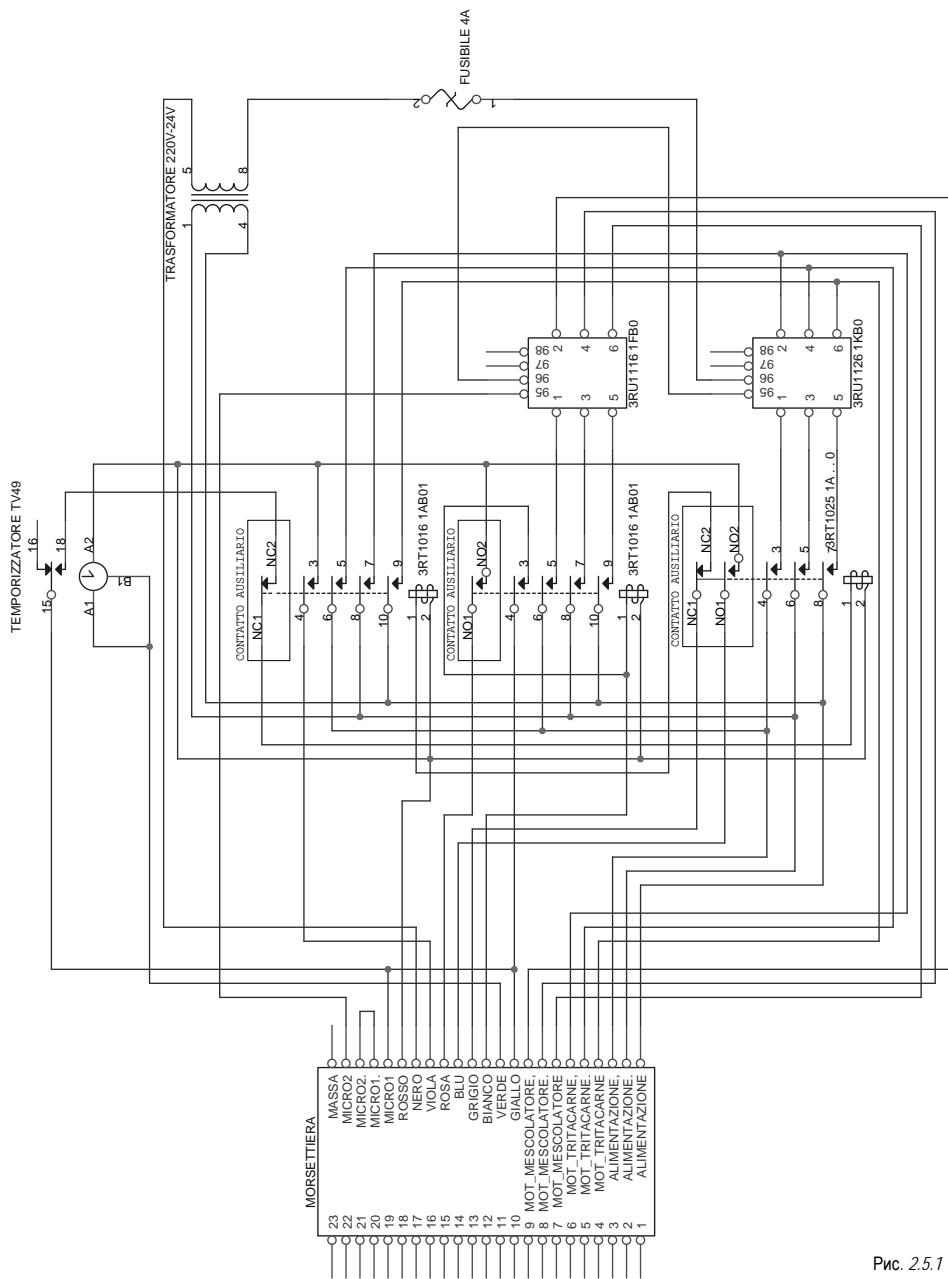 TRASFORMATORE 220V-24V
5
8
1
4
FUSIBILE 4A
2
1
TEMPORIZZATORE TV49
16
18
15
A1
A2
B1
CONTATTO AUSILIARIO
NC1
NC2
4
3
6
5
8
7
10
9
1
2
3RT1016 1AB01
CONTATTO AUSILIARIO
NO1
NO2
4
3
6
5
8
7
10
9
1
2
3RT1016 1AB01
CONTATTO AUSILIARIO
NC1
NC2
NO1
NO2
4
3
6
5
8
7
1
2
3RT1025 1A . . 0
95
96
97
98
1
2
3
4
5
6
3RU1116 1FB0
95
96
97
98
1
2
3
4
5
6
3RU1126 1KB0
MORSETTIERA
23 MASSA
22 MICRO2
21 MICRO2.
20 MICRO1.
19 MICRO1
18 ROSSO
17 NERO
16 VIOLA
15 ROSA
14 BLU
13 GRIGIO
12 BIANCO
11 VERDE
10 GIALLO
9 MOT_MESCOLATORE,
8 MOT_MESCOLATORE.
7 MOT_MESCOLATORE
6 MOT_TRITACARNE,
5 MOT_TRITACARNE.
4 MOT_TRITACARNE
3 ALIMENTAZIONE,
2 ALIMENTAZIONE.
1 ALIMENTAZIONE
Рис. 2.5.1